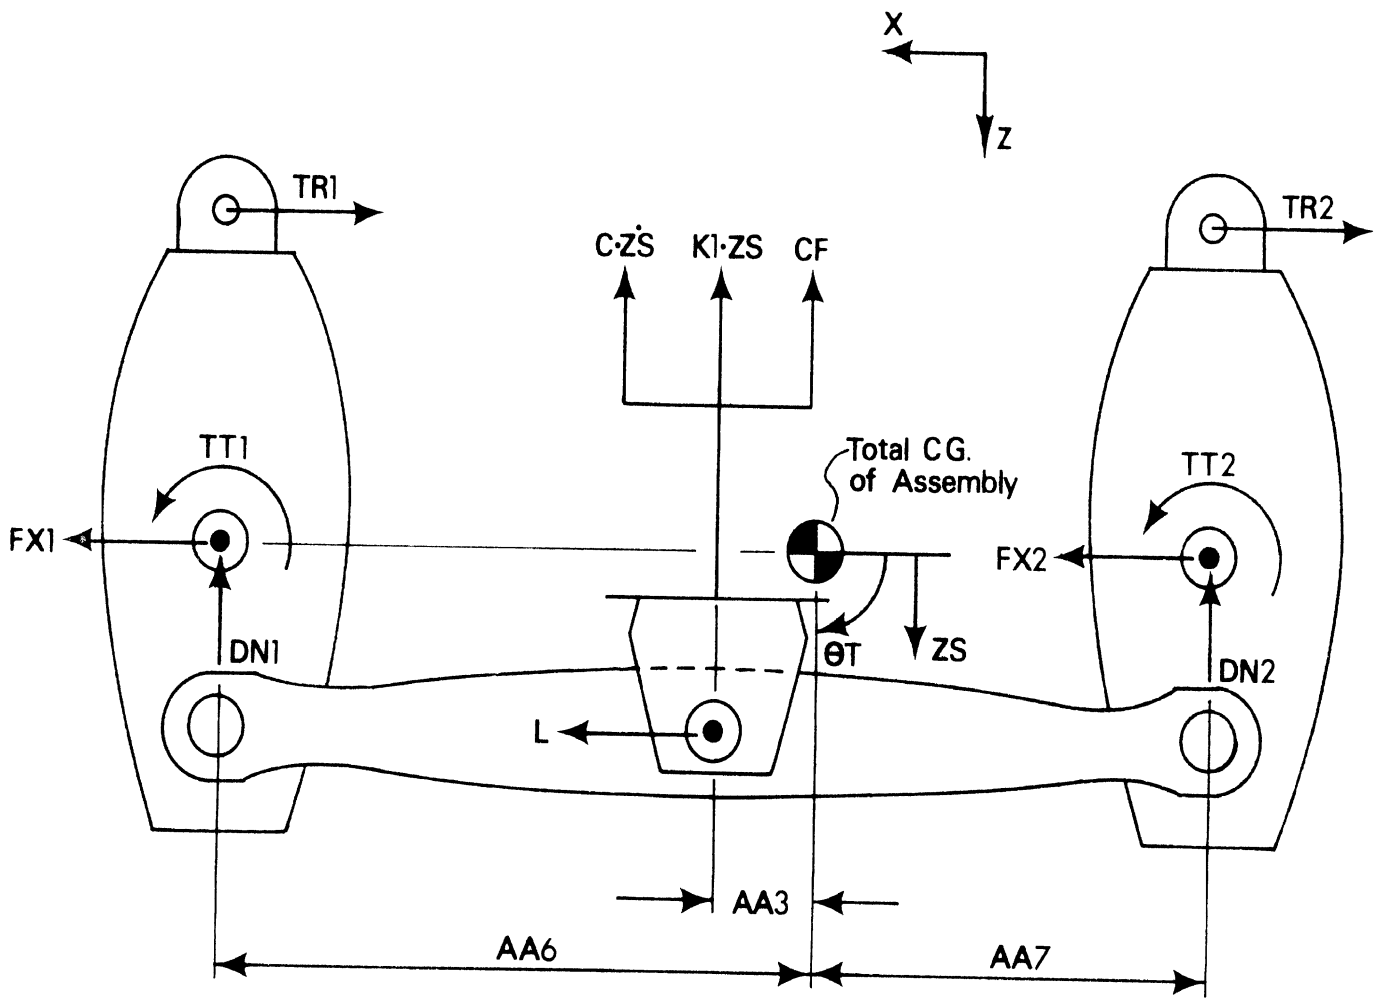 X
Z
TR1
TR2
C·ŻS K1·ZS CF
Total C G.
of Assembly
TT1
TT2
FX1
FX2
DN1
θT
ZS
DN2
L
AA3
AA6
AA7